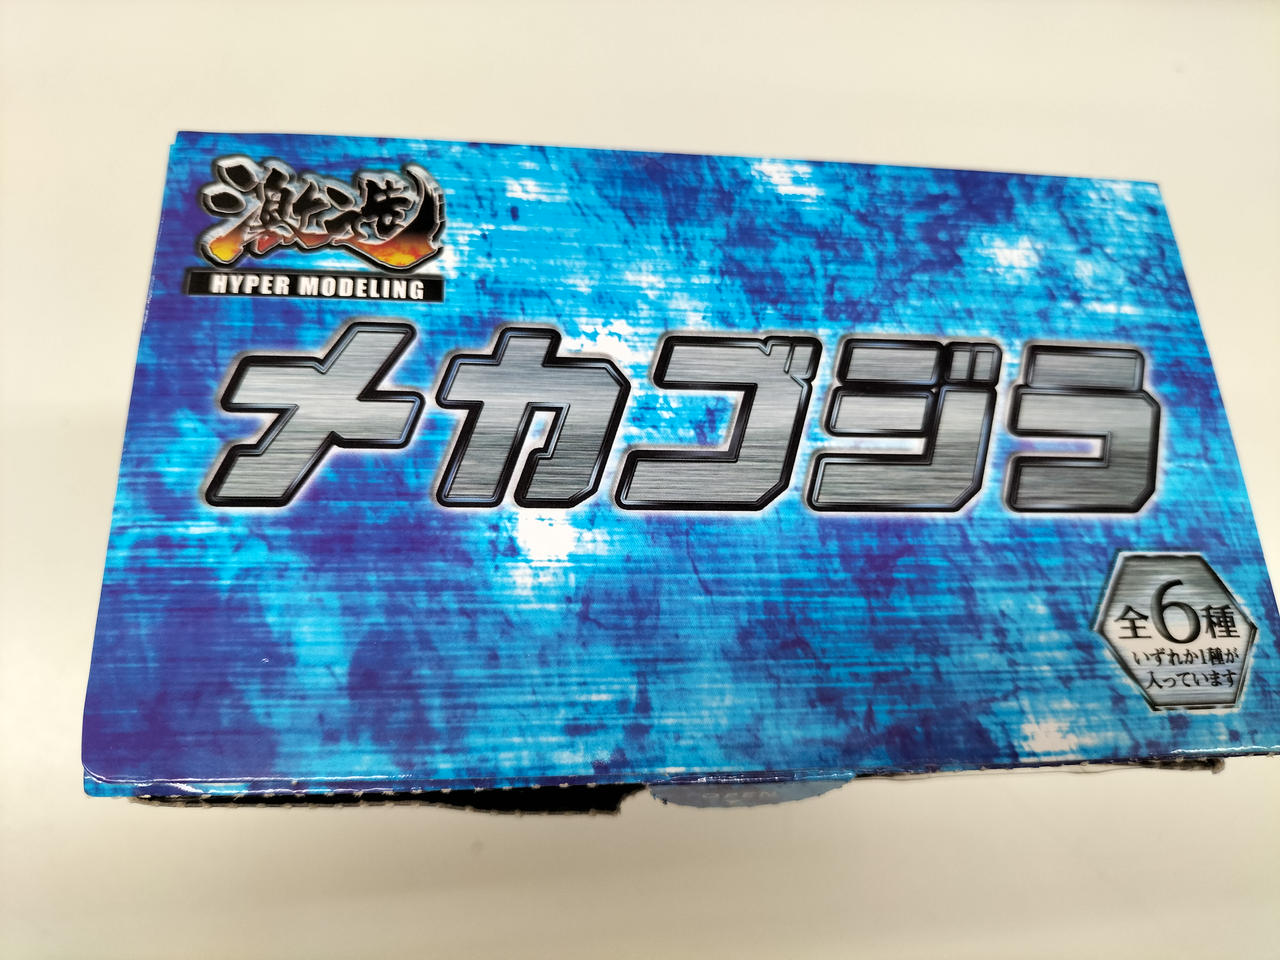 激造
HYPER MODELING
メカゴジラ
全6種
いずれか1種が
入っています
OPEN